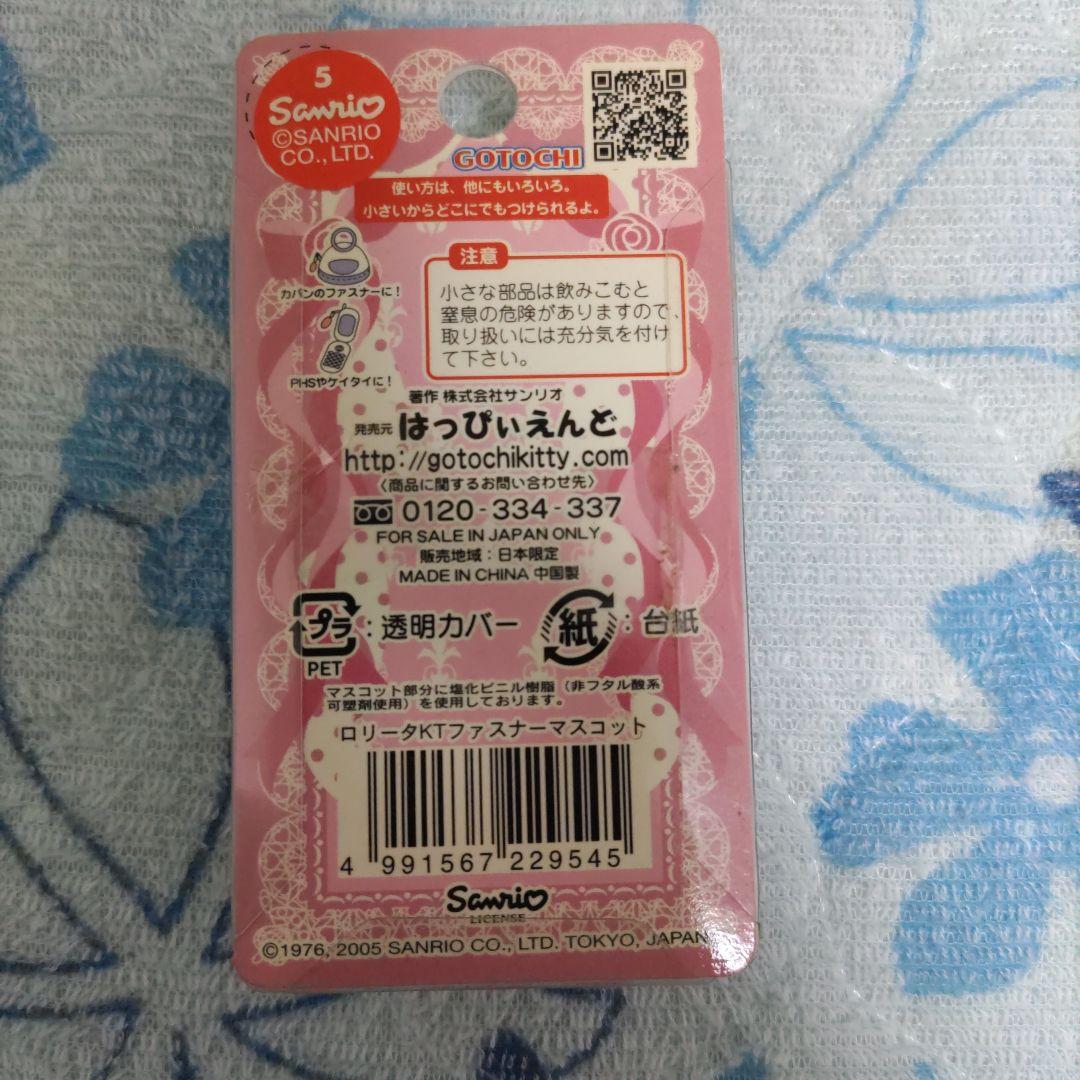 5
Sanrio
©SANRIO
CO., LTD.
GOTOCHI
使い方は、他にもいろいろ。
小さいからどこにでもつけられるよ。
カバンのファスナーに!
PHSやケイタイに!
注意
小さな部品は飲みこむと
窒息の危険がありますので、
取り扱いには充分気を付け
て下さい。
著作 株式会社サンリオ
発売元 はっぴぃえんど
http://gotochikitty.com
〈商品に関するお問い合わせ先〉
0120-334-337
FOR SALE IN JAPAN ONLY
販売地域:日本限定
MADE IN CHINA 中国製
プラ:透明カバー 紙:台紙
PET
マスコット部分に塩化ビニル樹脂(非フタル酸系
可塑剤使用)を使用しております。
ロリータKTファスナーマスコット
4 991567 229545
Sanrio
LICENSE
©1976, 2005 SANRIO CO., LTD. TOKYO, JAPAN